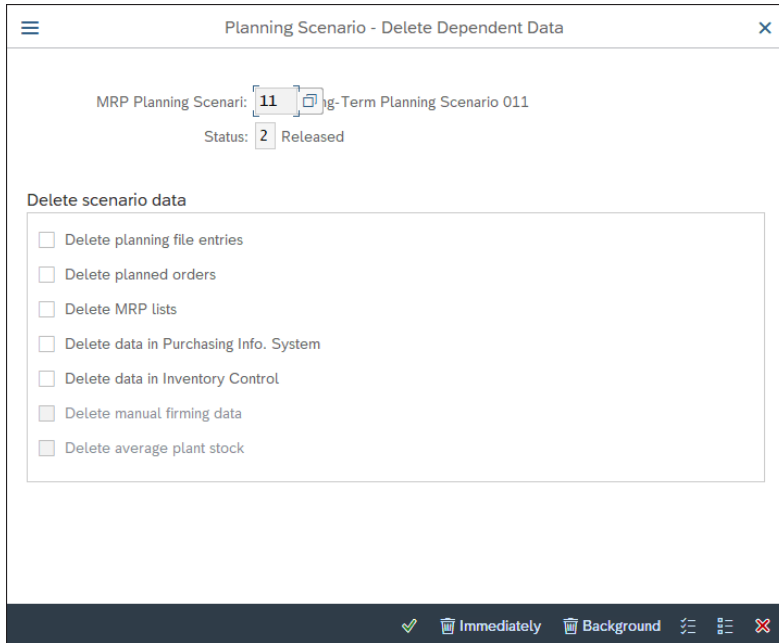 Planning Scenario - Delete Dependent Data
MRP Planning Scenari: 11 ng-Term Planning Scenario 011
Status: 2 Released
Delete scenario data
Delete planning file entries
Delete planned orders
Delete MRP lists
Delete data in Purchasing Info. System
Delete data in Inventory Control
Delete manual firming data
Delete average plant stock
Immediately Background